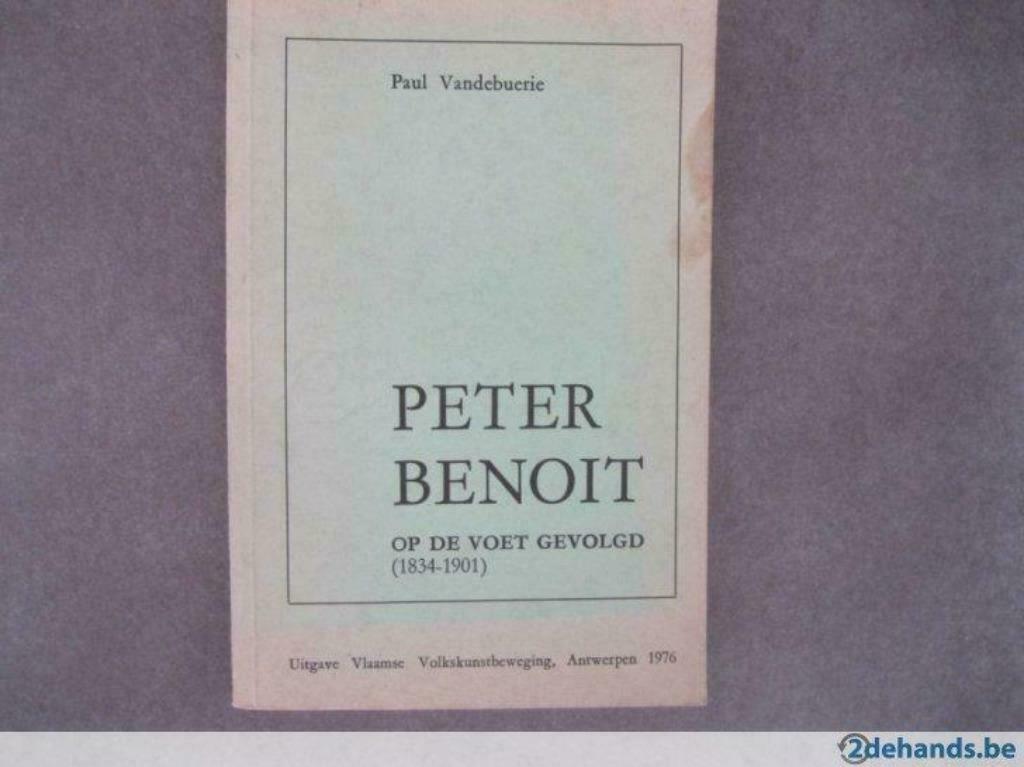 Paul Vandebuerie
PETER
BENOIT
OP DE VOET GEVOLGD
(1834-1901)
Uitgave Vlaamse Volkskunstbeweging, Antwerpen 1976
2dehands.be